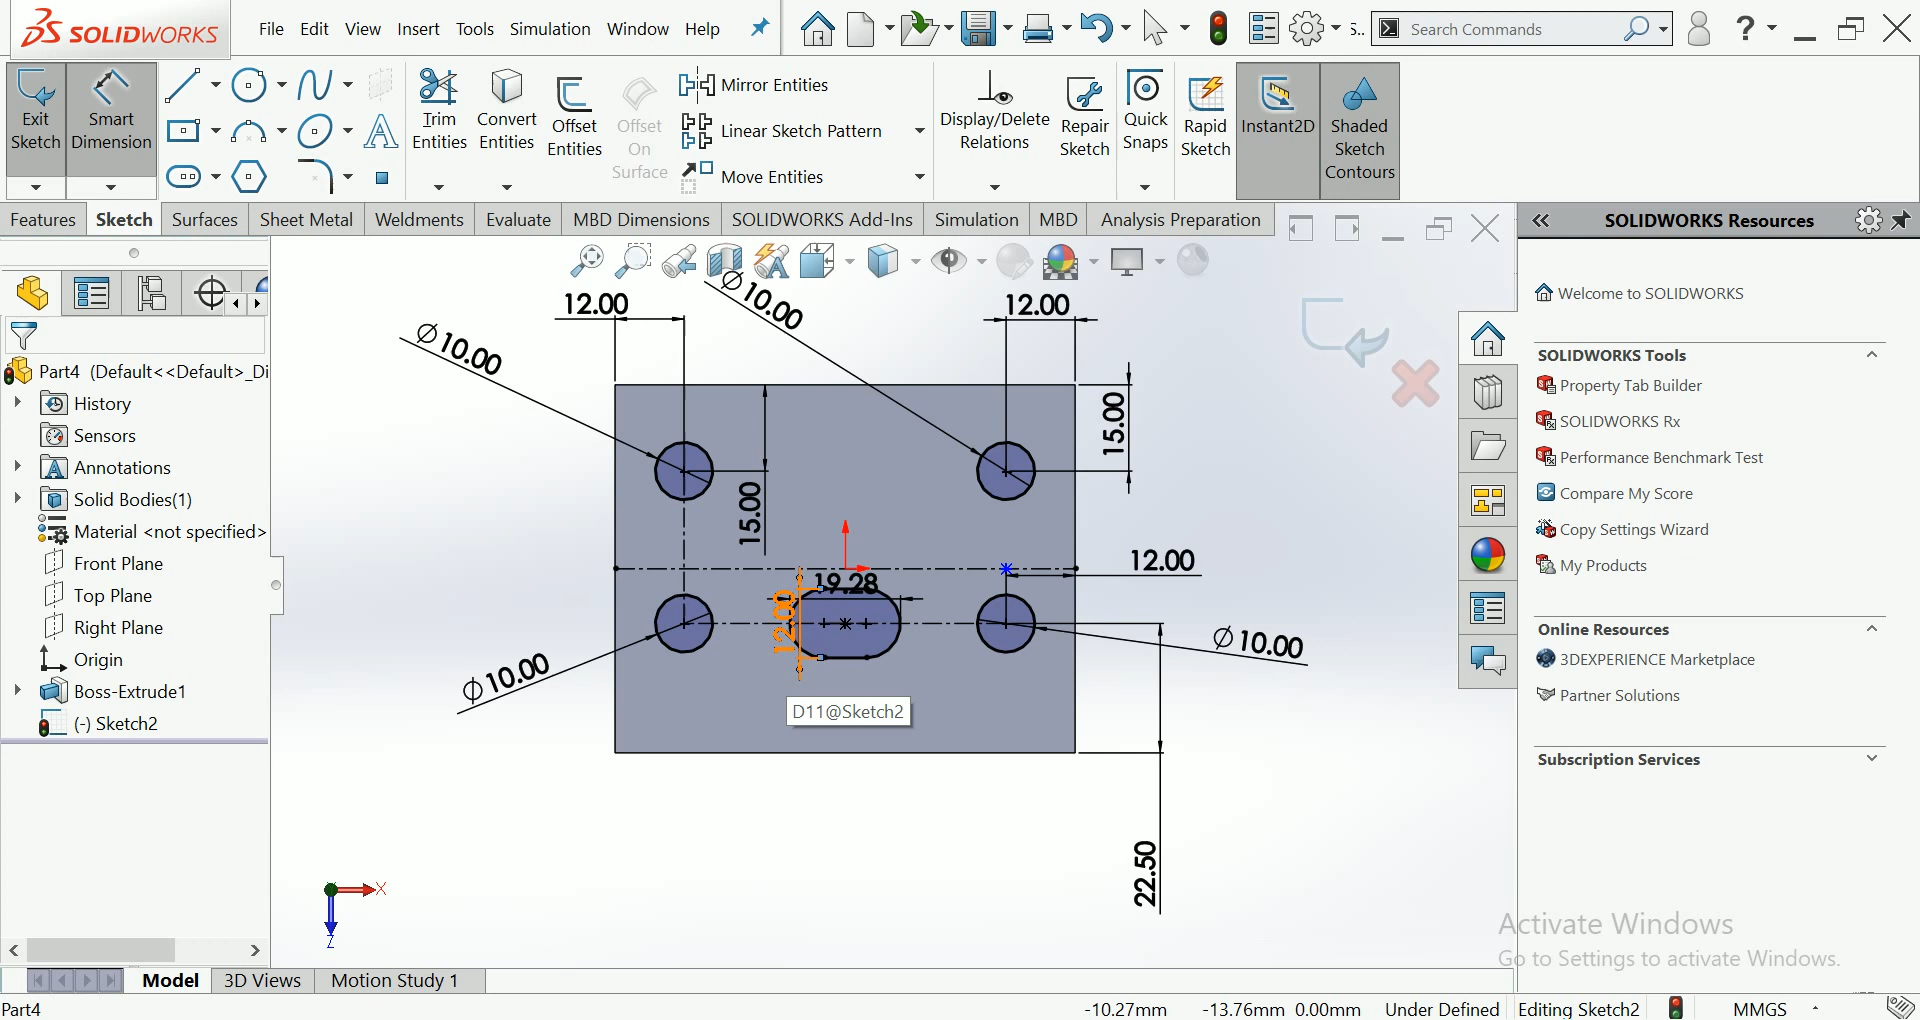 SOLIDWORKS File Edit View Insert Tools Simulation Window Help S.. Search Commands ?
Exit Sketch
Smart Dimension
Trim Entities
Convert Entities
Offset Entities
Offset On Surface
Mirror Entities
Linear Sketch Pattern
Move Entities
Display/Delete Relations
Repair Sketch
Quick Snaps
Rapid Sketch
Instant2D
Shaded Sketch Contours
Features Sketch Surfaces Sheet Metal Weldments Evaluate MBD Dimensions SOLIDWORKS Add-Ins Simulation MBD Analysis Preparation
Part4 (Default<<Default>_Di
History
Sensors
Annotations
Solid Bodies(1)
Material <not specified>
Front Plane
Top Plane
Right Plane
Origin
Boss-Extrude1
(-) Sketch2
12.00
∅10.00
12.00
∅10.00
15.00
15.00
12.00
19.28
12.00
∅10.00
∅10.00
D11@Sketch2
22.50
X
Z
SOLIDWORKS Resources
Welcome to SOLIDWORKS
SOLIDWORKS Tools
Property Tab Builder
SOLIDWORKS Rx
Performance Benchmark Test
Compare My Score
Copy Settings Wizard
My Products
Online Resources
3DEXPERIENCE Marketplace
Partner Solutions
Subscription Services
Activate Windows
Go to Settings to activate Windows.
Model 3D Views Motion Study 1
Part4 -10.27mm -13.76mm 0.00mm Under Defined Editing Sketch2 MMGS